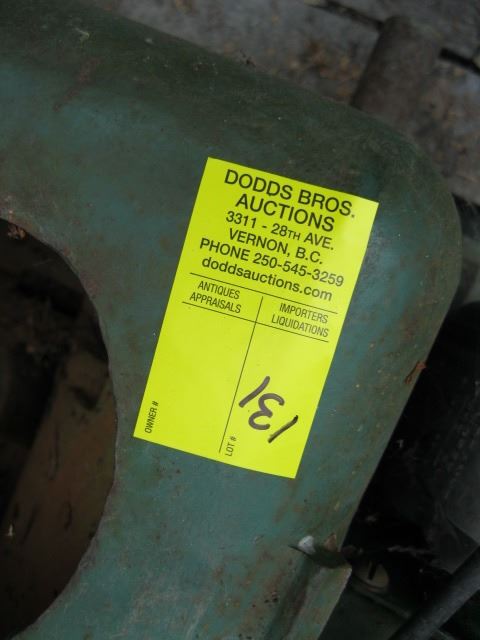 DODDS BROS.
AUCTIONS
3311 - 28TH AVE.
VERNON, B.C.
PHONE 250-545-3259
doddsauctions.com
ANTIQUES
APPRAISALS
IMPORTERS
LIQUIDATIONS
OWNER #
LOT #
131